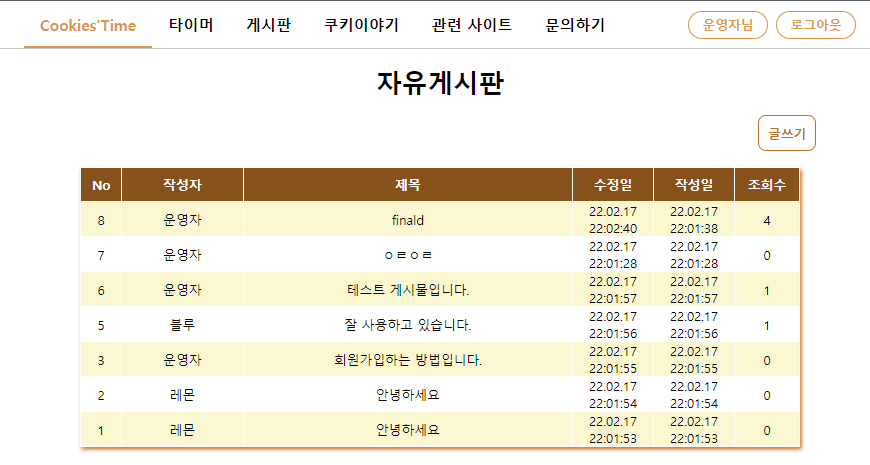 Cookies'Time 타이머 게시판 쿠키이야기 관련 사이트 문의하기 운영자님 로그아웃
자유게시판
글쓰기
No 작성자 제목 수정일 작성일 조회수
8 운영자 finald 22.02.17 22:02:40 22.02.17 22:01:38 4
7 운영자 ㅇㄹㅇㄹ 22.02.17 22:01:28 22.02.17 22:01:28 0
6 운영자 테스트 게시물입니다. 22.02.17 22:01:57 22.02.17 22:01:57 1
5 블루 잘 사용하고 있습니다. 22.02.17 22:01:56 22.02.17 22:01:56 1
3 운영자 회원가입하는 방법입니다. 22.02.17 22:01:55 22.02.17 22:01:55 0
2 레몬 안녕하세요 22.02.17 22:01:54 22.02.17 22:01:54 0
1 레몬 안녕하세요 22.02.17 22:01:53 22.02.17 22:01:53 0